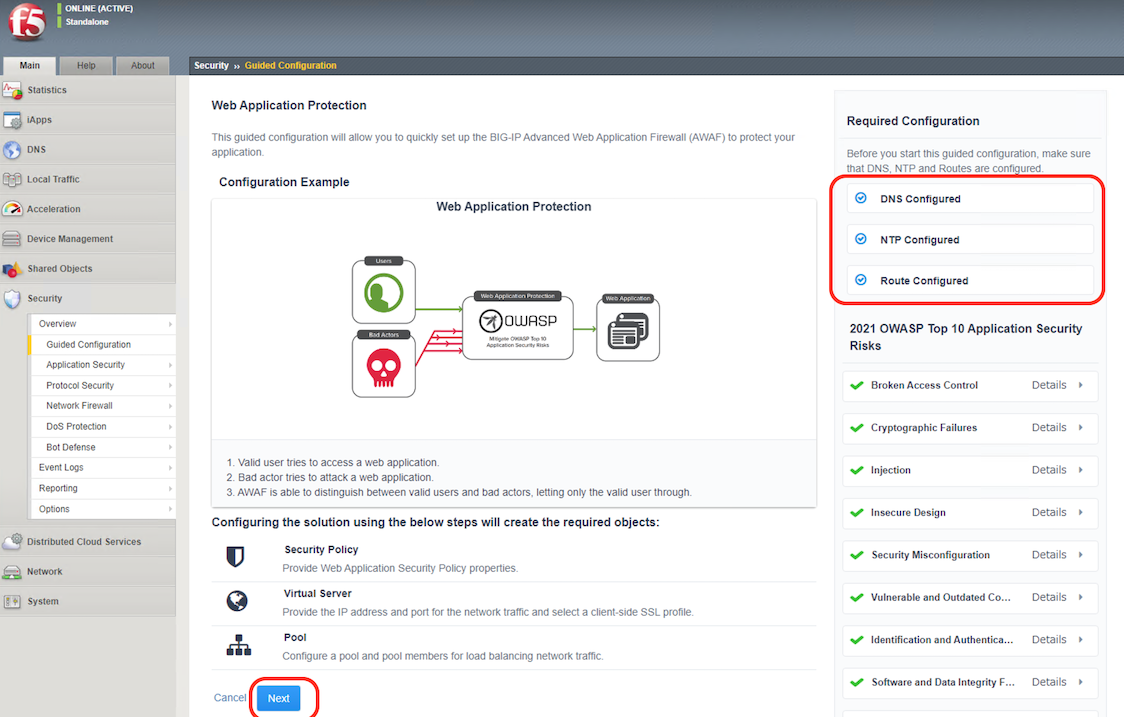 f5
ONLINE (ACTIVE)
Standalone
Main
Help
About
Security » Guided Configuration
Statistics
iApps
DNS
Local Traffic
Acceleration
Device Management
Shared Objects
Security
Overview
Guided Configuration
Application Security
Protocol Security
Network Firewall
DoS Protection
Bot Defense
Event Logs
Reporting
Options
Distributed Cloud Services
Network
System
Web Application Protection
This guided configuration will allow you to quickly set up the BIG-IP Advanced Web Application Firewall (AWAF) to protect your
application.
Configuration Example
Web Application Protection
Users
Bad Actors
Web Application Protection
OWASP
Mitigate OWASP Top 10
Application Security Risks
Web Application
1. Valid user tries to access a web application.
2. Bad actor tries to attack a web application.
3. AWAF is able to distinguish between valid users and bad actors, letting only the valid user through.
Configuring the solution using the below steps will create the required objects:
Security Policy
Provide Web Application Security Policy properties.
Virtual Server
Provide the IP address and port for the network traffic and select a client-side SSL profile.
Pool
Configure a pool and pool members for load balancing network traffic.
Cancel
Next
Required Configuration
Before you start this guided configuration, make sure
that DNS, NTP and Routes are configured.
DNS Configured
NTP Configured
Route Configured
2021 OWASP Top 10 Application Security
Risks
Broken Access Control Details
Cryptographic Failures Details
Injection Details
Insecure Design Details
Security Misconfiguration Details
Vulnerable and Outdated Co... Details
Identification and Authentica... Details
Software and Data Integrity F... Details